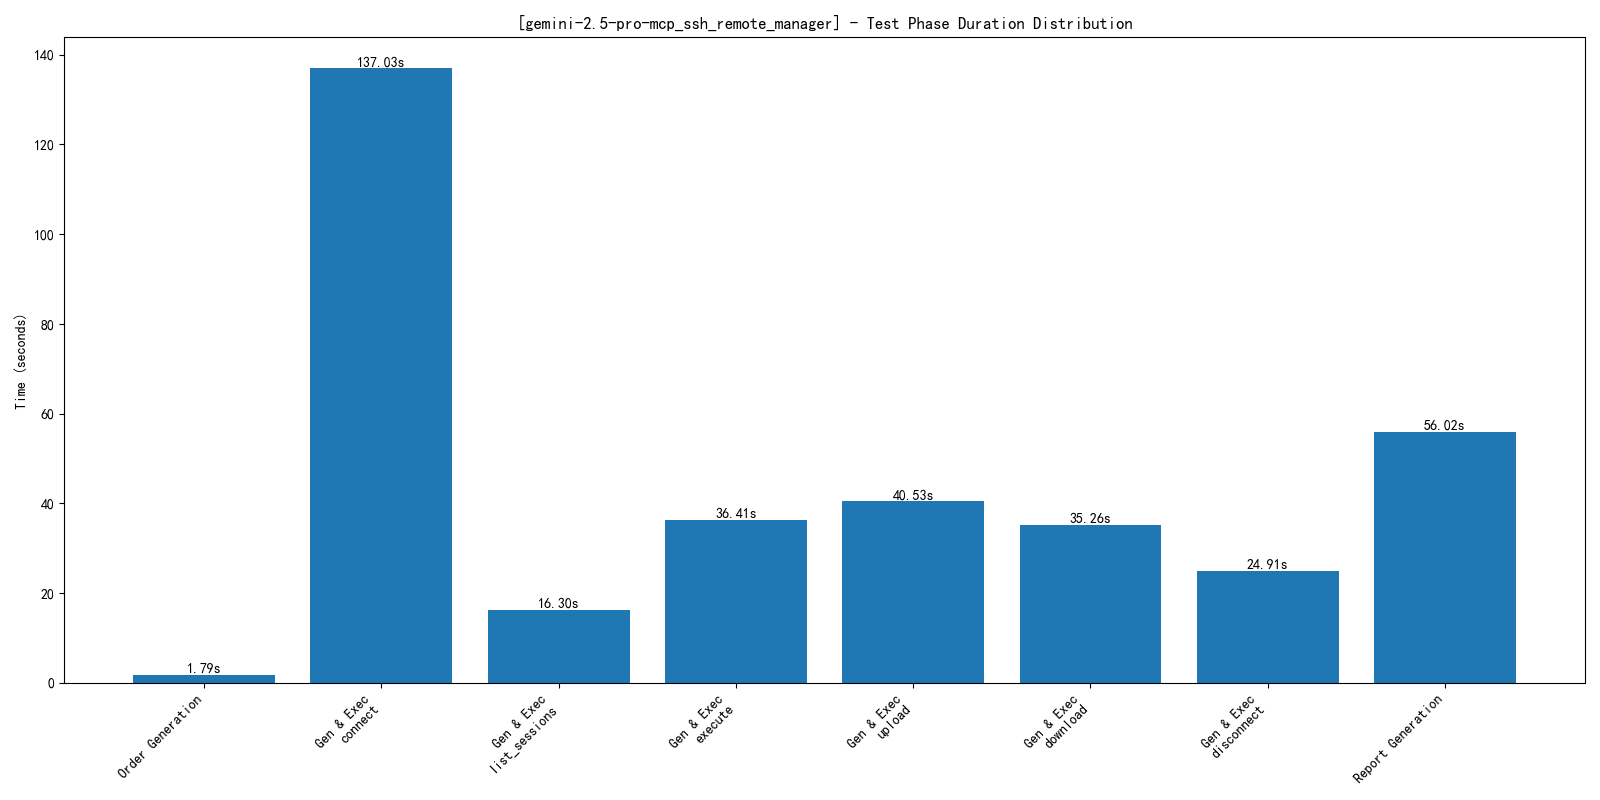 [gemini-2.5-pro-mcp_ssh_remote_manager] - Test Phase Duration Distribution
Time (seconds)
140
120
100
80
60
40
20
0
1.79s
137.03s
16.30s
36.41s
40.53s
35.26s
24.91s
56.02s
Order Generation
Gen & Exec
connect
Gen & Exec
list_sessions
Gen & Exec
execute
Gen & Exec
upload
Gen & Exec
download
Gen & Exec
disconnect
Report Generation